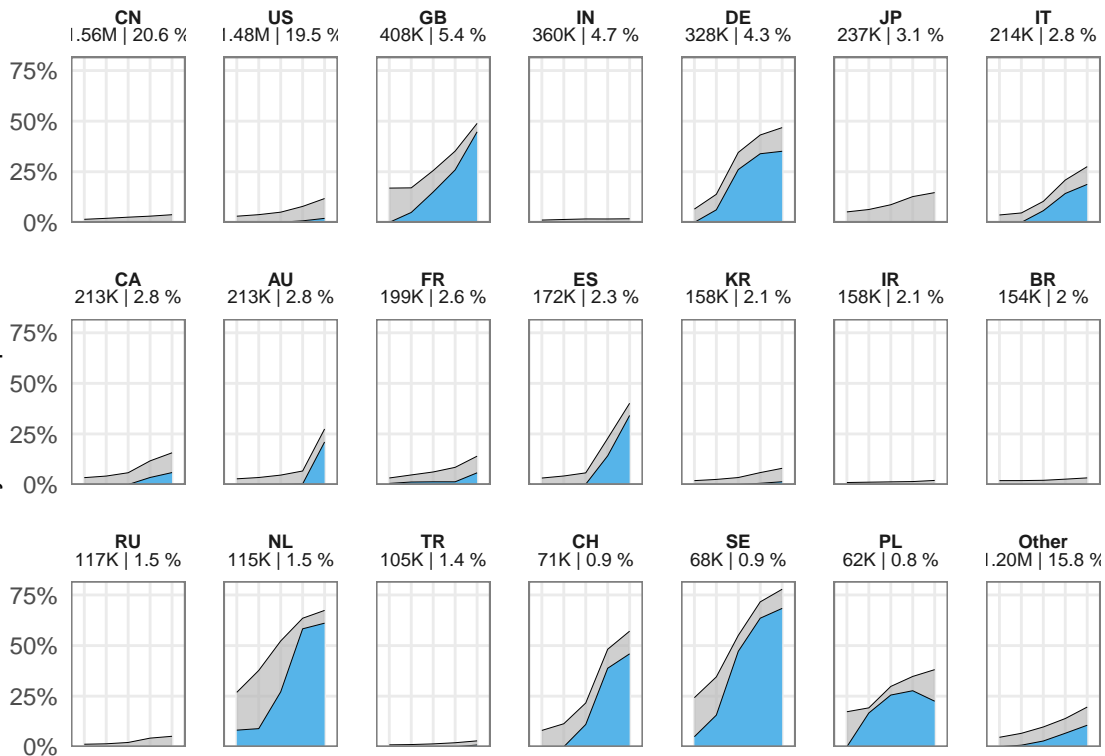 CN US GB IN DE JP IT
.56M | 20.6 % .48M | 19.5 % 408K | 5.4 % 360K | 4.7 % 328K | 4.3 % 237K | 3.1 % 214K | 2.8 %
75%
50%
25%
0%
CA AU FR ES KR IR BR
213K | 2.8 % 213K | 2.8 % 199K | 2.6 % 172K | 2.3 % 158K | 2.1 % 158K | 2.1 % 154K | 2 %
75%
50%
25%
0%
RU NL TR CH SE PL Other
117K | 1.5 % 115K | 1.5 % 105K | 1.4 % 71K | 0.9 % 68K | 0.9 % 62K | 0.8 % .20M | 15.8 %
75%
50%
25%
0%